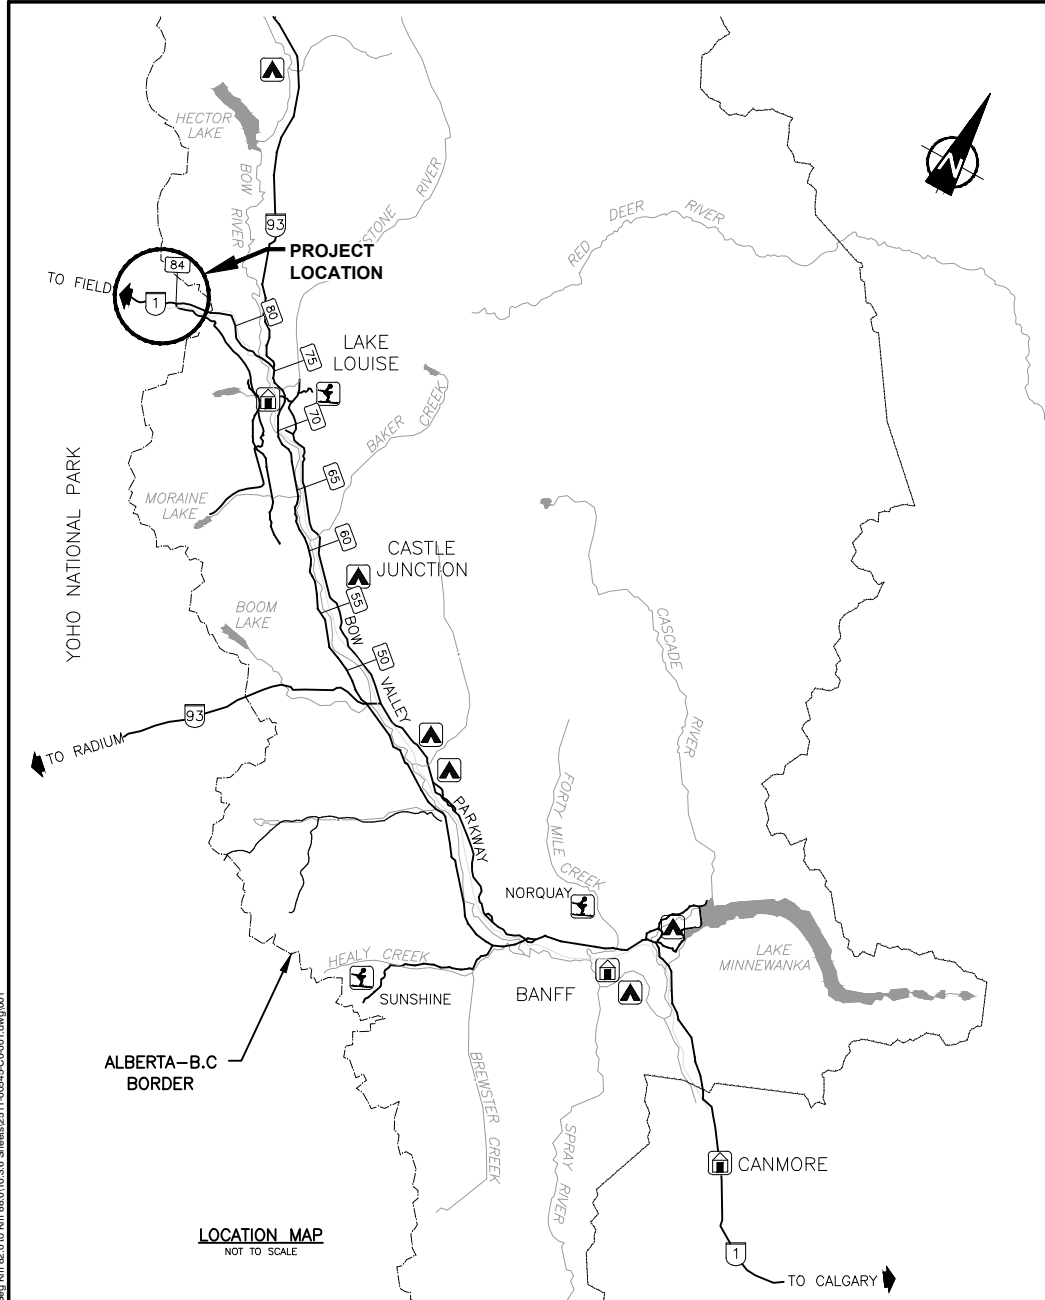 HECTOR
LAKE
BOW RIVER
STONE RIVER
RED DEER RIVER
93
PROJECT
LOCATION
84
TO FIELD
1
80
LAKE
LOUISE
75
70
BAKER CREEK
65
MORAINE
LAKE
YOHO NATIONAL PARK
60
CASTLE
JUNCTION
55
BOOM
LAKE
BOW VALLEY PARKWAY
50
CASCADE RIVER
93
TO RADIUM
FORTY MILE CREEK
NORQUAY
HEALY CREEK
SUNSHINE
BANFF
LAKE
MINNEWANKA
ALBERTA-B.C
BORDER
BREWSTER CREEK
SPRAY RIVER
CANMORE
LOCATION MAP
NOT TO SCALE
1
TO CALGARY
N